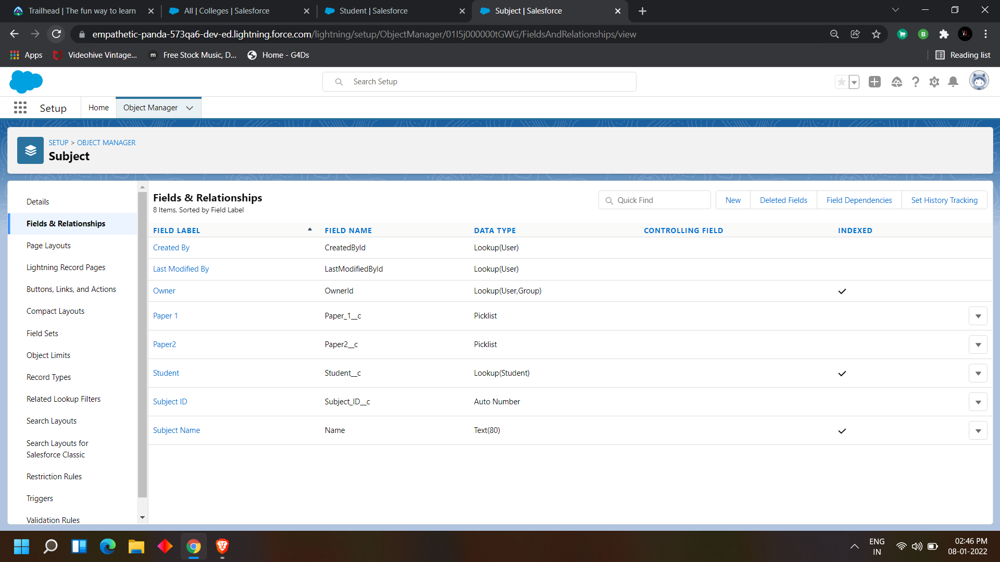 Trailhead | The fun way to learn
All | Colleges | Salesforce
Student | Salesforce
Subject | Salesforce
empathetic-panda-573qa6-dev-ed.lightning.force.com/lightning/setup/ObjectManager/01I5j000000tGWG/FieldsAndRelationships/view
Apps
Videohive Vintage...
Free Stock Music, D...
Home - G4Ds
Reading list
Search Setup
Setup
Home
Object Manager
SETUP > OBJECT MANAGER
Subject
Details
Fields & Relationships
Page Layouts
Lightning Record Pages
Buttons, Links, and Actions
Compact Layouts
Field Sets
Object Limits
Record Types
Related Lookup Filters
Search Layouts
Search Layouts for
Salesforce Classic
Restriction Rules
Triggers
Validation Rules
Fields & Relationships
8 Items, Sorted by Field Label
Quick Find
New
Deleted Fields
Field Dependencies
Set History Tracking
FIELD LABEL FIELD NAME DATA TYPE CONTROLLING FIELD INDEXED
Created By CreatedById Lookup(User)
Last Modified By LastModifiedById Lookup(User)
Owner OwnerId Lookup(User,Group)
Paper 1 Paper_1__c Picklist
Paper2 Paper2__c Picklist
Student Student__c Lookup(Student)
Subject ID Subject_ID__c Auto Number
Subject Name Name Text(80)
ENG
IN
02:46 PM
08-01-2022